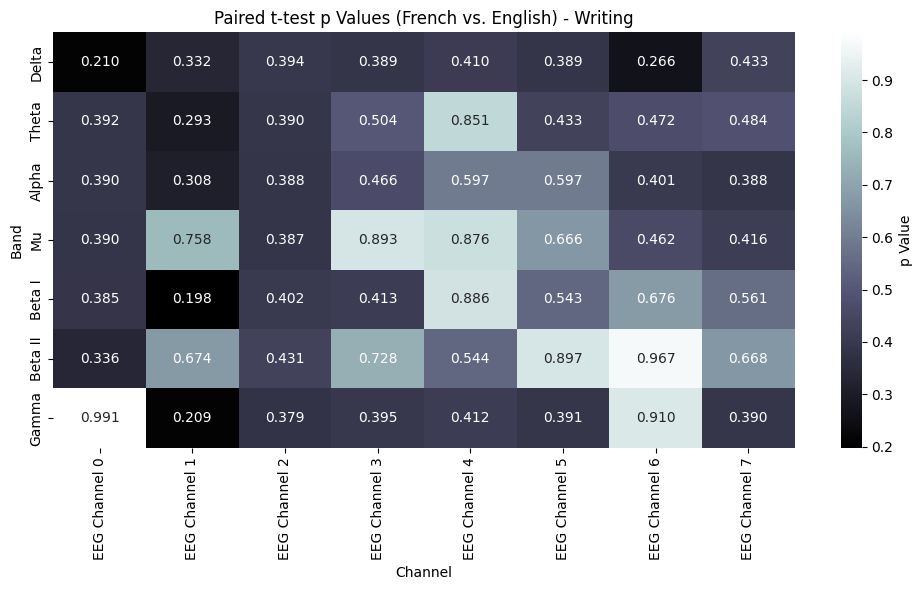 Paired t-test p Values (French vs. English) - Writing
Delta 0.210 0.332 0.394 0.389 0.410 0.389 0.266 0.433
Theta 0.392 0.293 0.390 0.504 0.851 0.433 0.472 0.484
Alpha 0.390 0.308 0.388 0.466 0.597 0.597 0.401 0.388
Mu 0.390 0.758 0.387 0.893 0.876 0.666 0.462 0.416
Beta I 0.385 0.198 0.402 0.413 0.886 0.543 0.676 0.561
Beta II 0.336 0.674 0.431 0.728 0.544 0.897 0.967 0.668
Gamma 0.991 0.209 0.379 0.395 0.412 0.391 0.910 0.390
Band
EEG Channel 0
EEG Channel 1
EEG Channel 2
EEG Channel 3
EEG Channel 4
EEG Channel 5
EEG Channel 6
EEG Channel 7
Channel
0.9
0.8
0.7
0.6
0.5
0.4
0.3
0.2
p Value